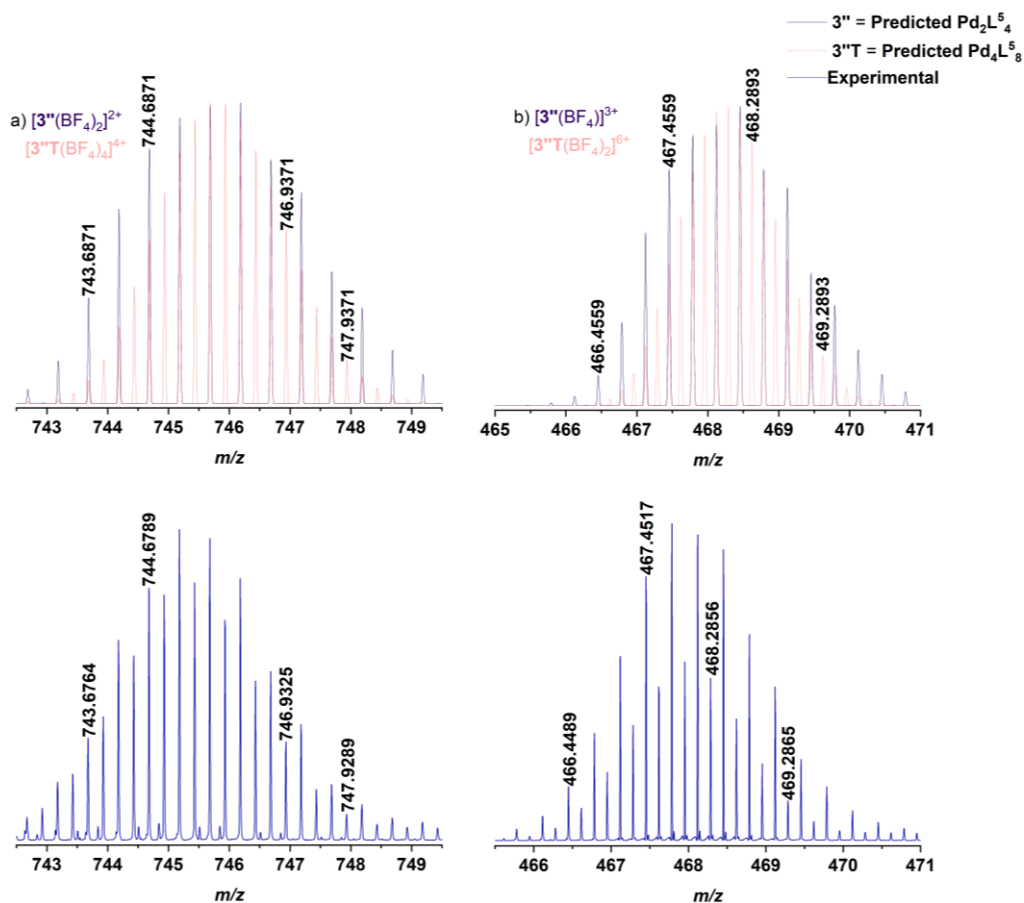 3" = Predicted Pd₂L⁵₄
3"T = Predicted Pd₄L⁵₈
Experimental
a) [3"(BF₄)₂]²⁺
[3"T(BF₄)₄]⁴⁺
743.6871
744.6871
746.9371
747.9371
743 744 745 746 747 748 749
m/z
b) [3"(BF₄)]³⁺
[3"T(BF₄)₂]⁶⁺
466.4559
467.4559
468.2893
469.2893
465 466 467 468 469 470 471
m/z
743.6764
744.6789
746.9325
747.9289
743 744 745 746 747 748 749
m/z
466.4489
467.4517
468.2856
469.2865
466 467 468 469 470 471
m/z